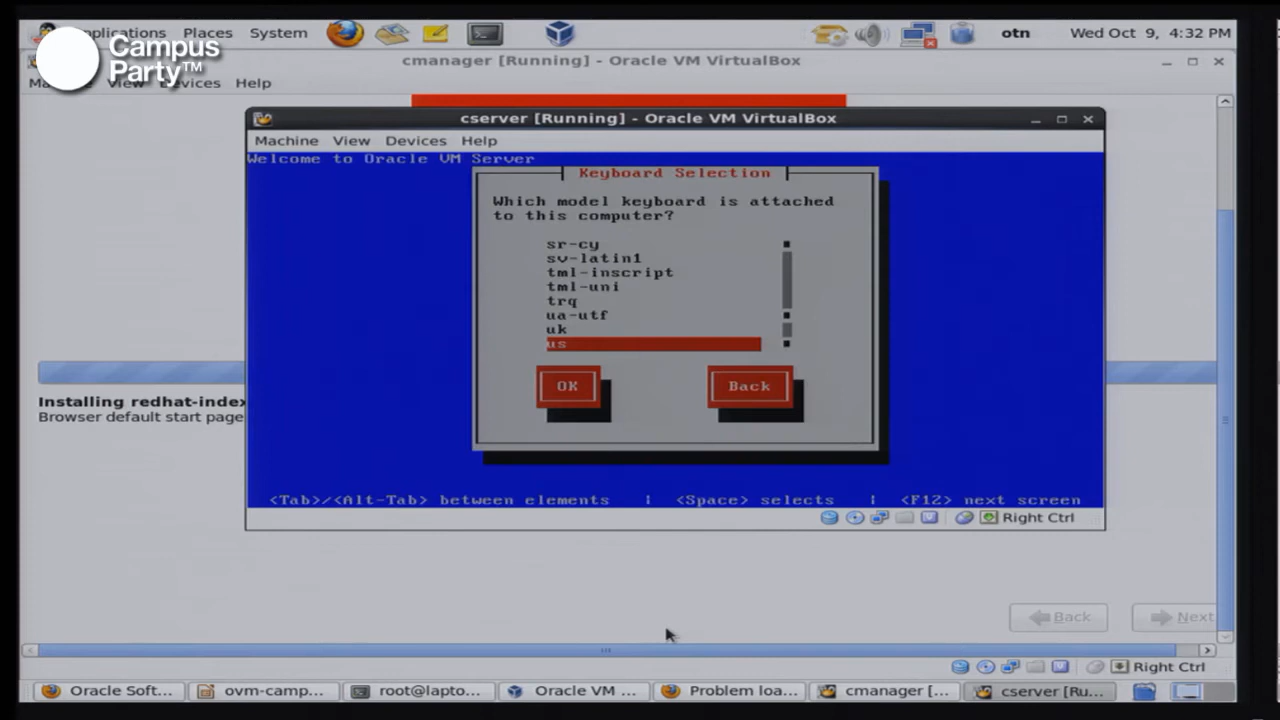 Applications Places System otn Wed Oct 9, 4:32 PM
Campus
Party™
cmanager [Running] - Oracle VM VirtualBox
View Devices Help
cserver [Running] - Oracle VM VirtualBox
Machine View Devices Help
Welcome to Oracle VM Server
Keyboard Selection
Which model keyboard is attached
to this computer?
sr-cy
sv-latin1
tml-inscript
tml-uni
trq
ua-utf
uk
us
OK Back
Installing redhat-index
Browser default start page
<Tab>/<Alt-Tab> between elements | <Space> selects | <F12> next screen
Right Ctrl
Back Next
Right Ctrl
Oracle Soft... ovm-camp... root@lapto... Oracle VM ... Problem loa... cmanager [... cserver [Ru...